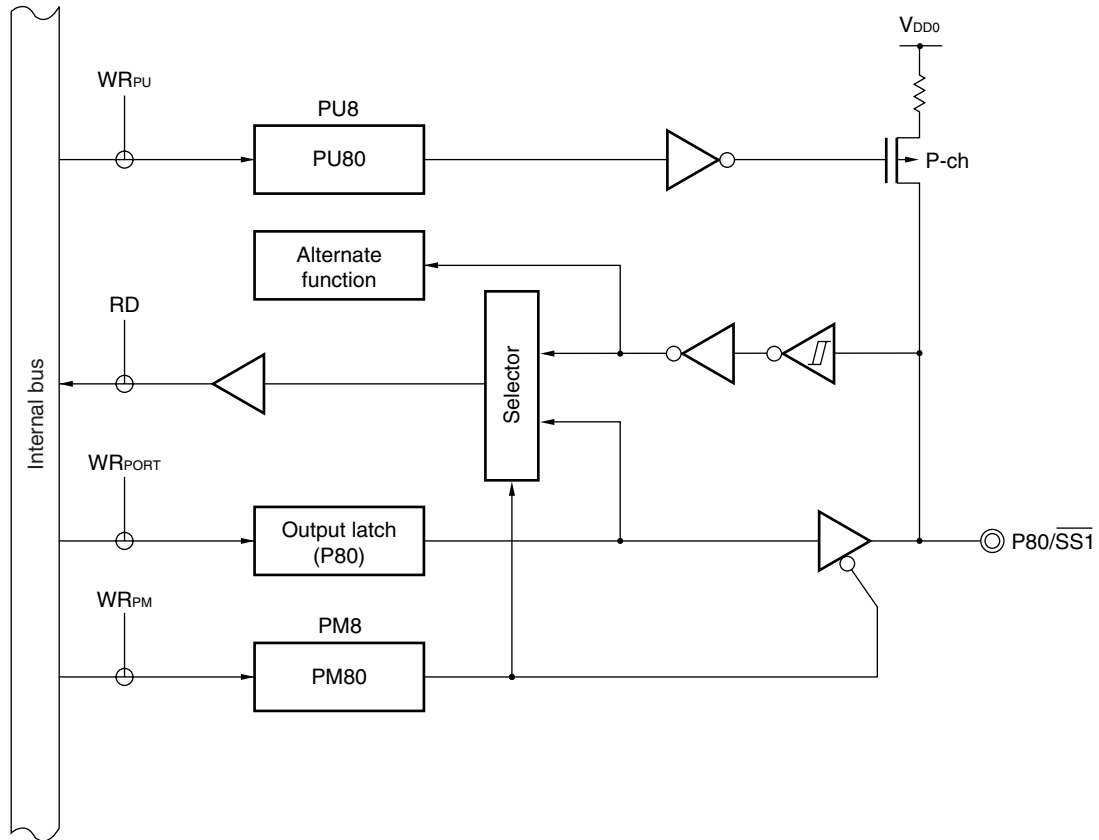 VDD0
WRPU
PU8
PU80
P-ch
Alternate
function
RD
Selector
Internal bus
WRPORT
Output latch
(P80)
P80/S̅S̅1̅
WRPM
PM8
PM80